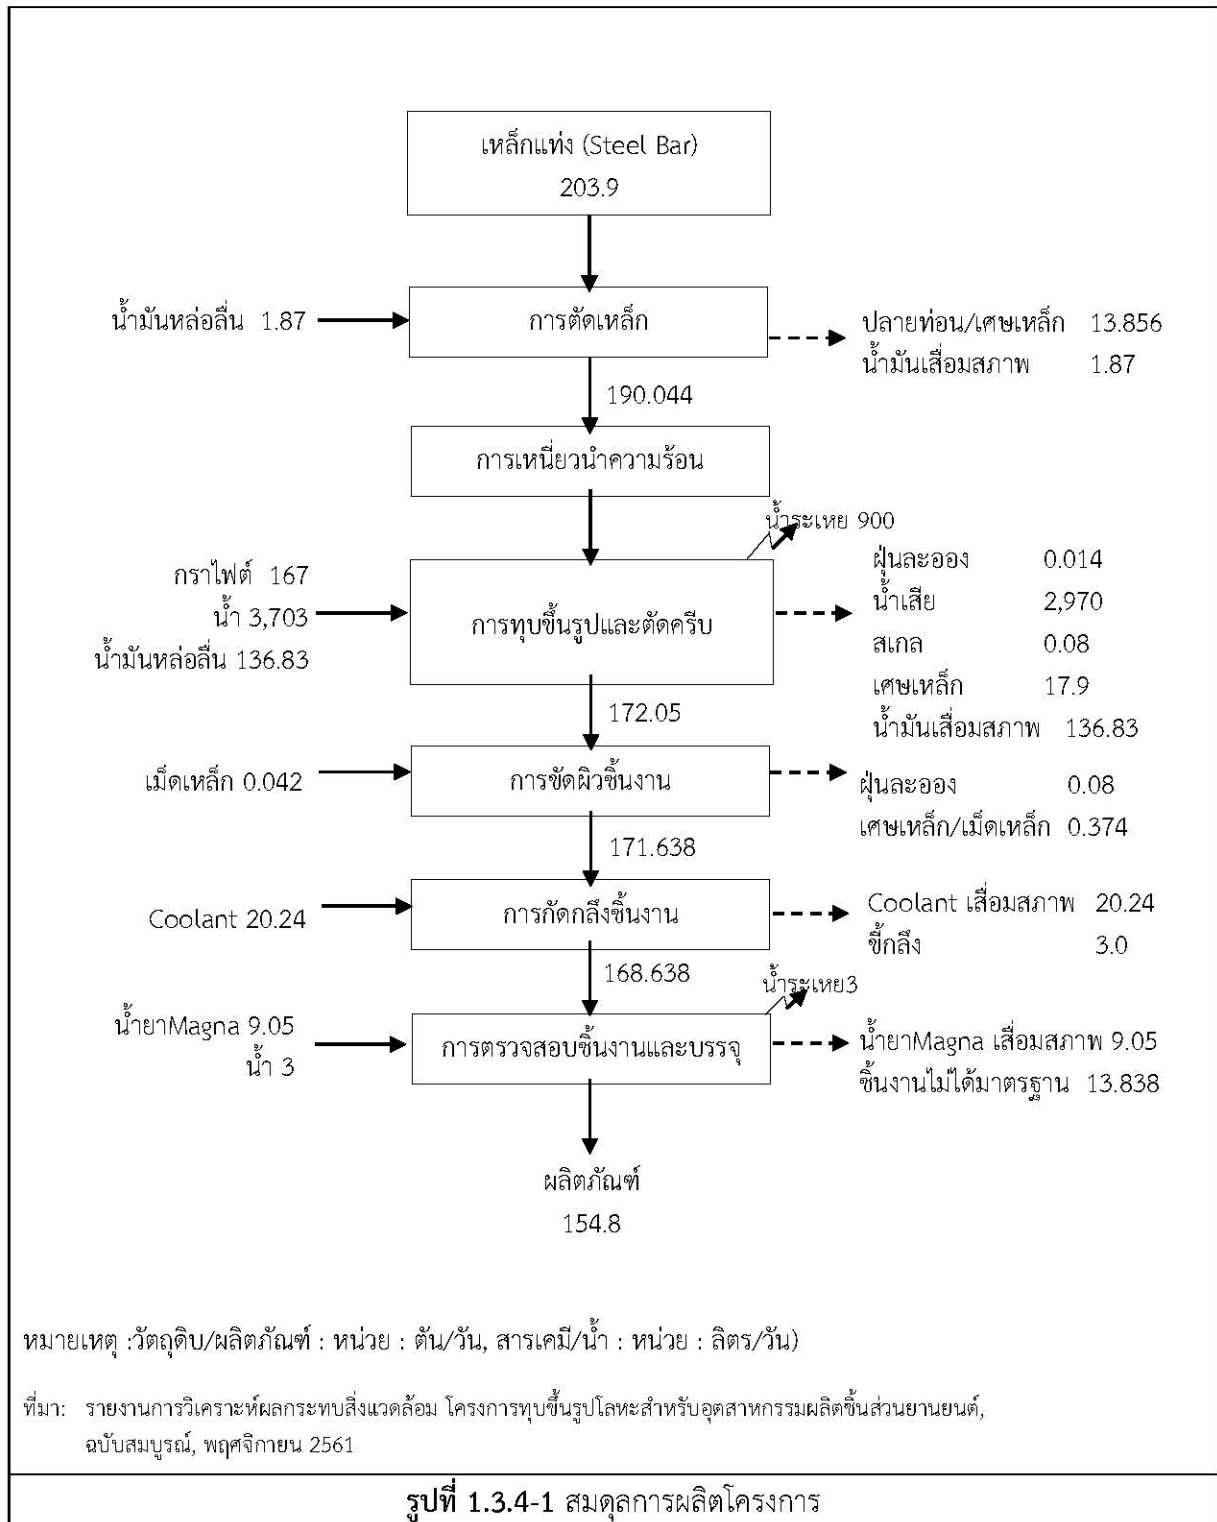 เหล็กแท่ง (Steel Bar)
203.9
น้ำมันหล่อลื่น 1.87
การตัดเหล็ก
ปลายท่อน/เศษเหล็ก 13.856
น้ำมันเสื่อมสภาพ 1.87
190.044
การเหนี่ยวนำความร้อน
น้ำระเหย 900
กราไฟต์ 167
น้ำ 3,703
น้ำมันหล่อลื่น 136.83
การทุบขึ้นรูปและตัดครีบ
ฝุ่นละออง 0.014
น้ำเสีย 2,970
สเกล 0.08
เศษเหล็ก 17.9
น้ำมันเสื่อมสภาพ 136.83
172.05
เม็ดเหล็ก 0.042
การขัดผิวชิ้นงาน
ฝุ่นละออง 0.08
เศษเหล็ก/เม็ดเหล็ก 0.374
171.638
Coolant 20.24
การกัดกลึงชิ้นงาน
Coolant เสื่อมสภาพ 20.24
ขี้กลึง 3.0
168.638
น้ำระเหย3
น้ำยาMagna 9.05
น้ำ 3
การตรวจสอบชิ้นงานและบรรจุ
น้ำยาMagna เสื่อมสภาพ 9.05
ชิ้นงานไม่ได้มาตรฐาน 13.838
ผลิตภัณฑ์
154.8
หมายเหตุ :วัตถุดิบ/ผลิตภัณฑ์ : หน่วย : ตัน/วัน, สารเคมี/น้ำ : หน่วย : ลิตร/วัน)
ที่มา: รายงานการวิเคราะห์ผลกระทบสิ่งแวดล้อม โครงการทุบขึ้นรูปโลหะสำหรับอุตสาหกรรมผลิตชิ้นส่วนยานยนต์,
ฉบับสมบูรณ์, พฤศจิกายน 2561
รูปที่ 1.3.4-1 สมดุลการผลิตโครงการ